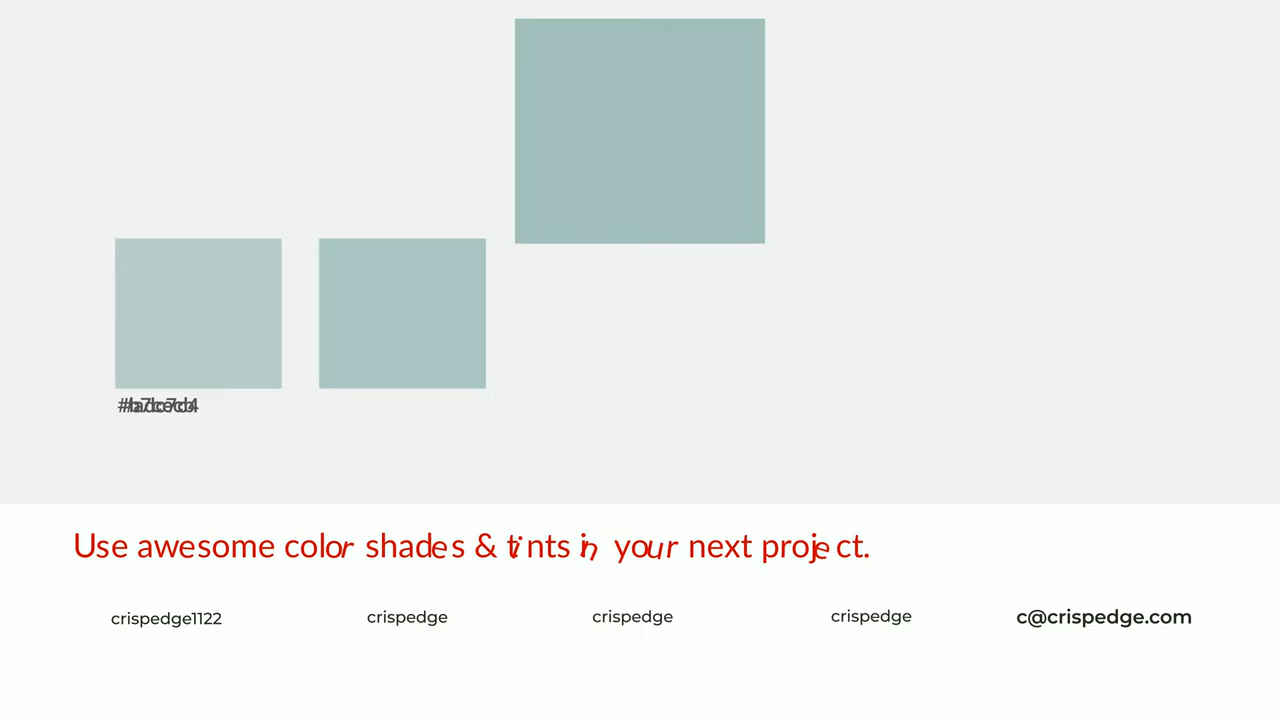 Use awesome color shades & tints in your next project.
crispedge1122 crispedge crispedge crispedge c@crispedge.com